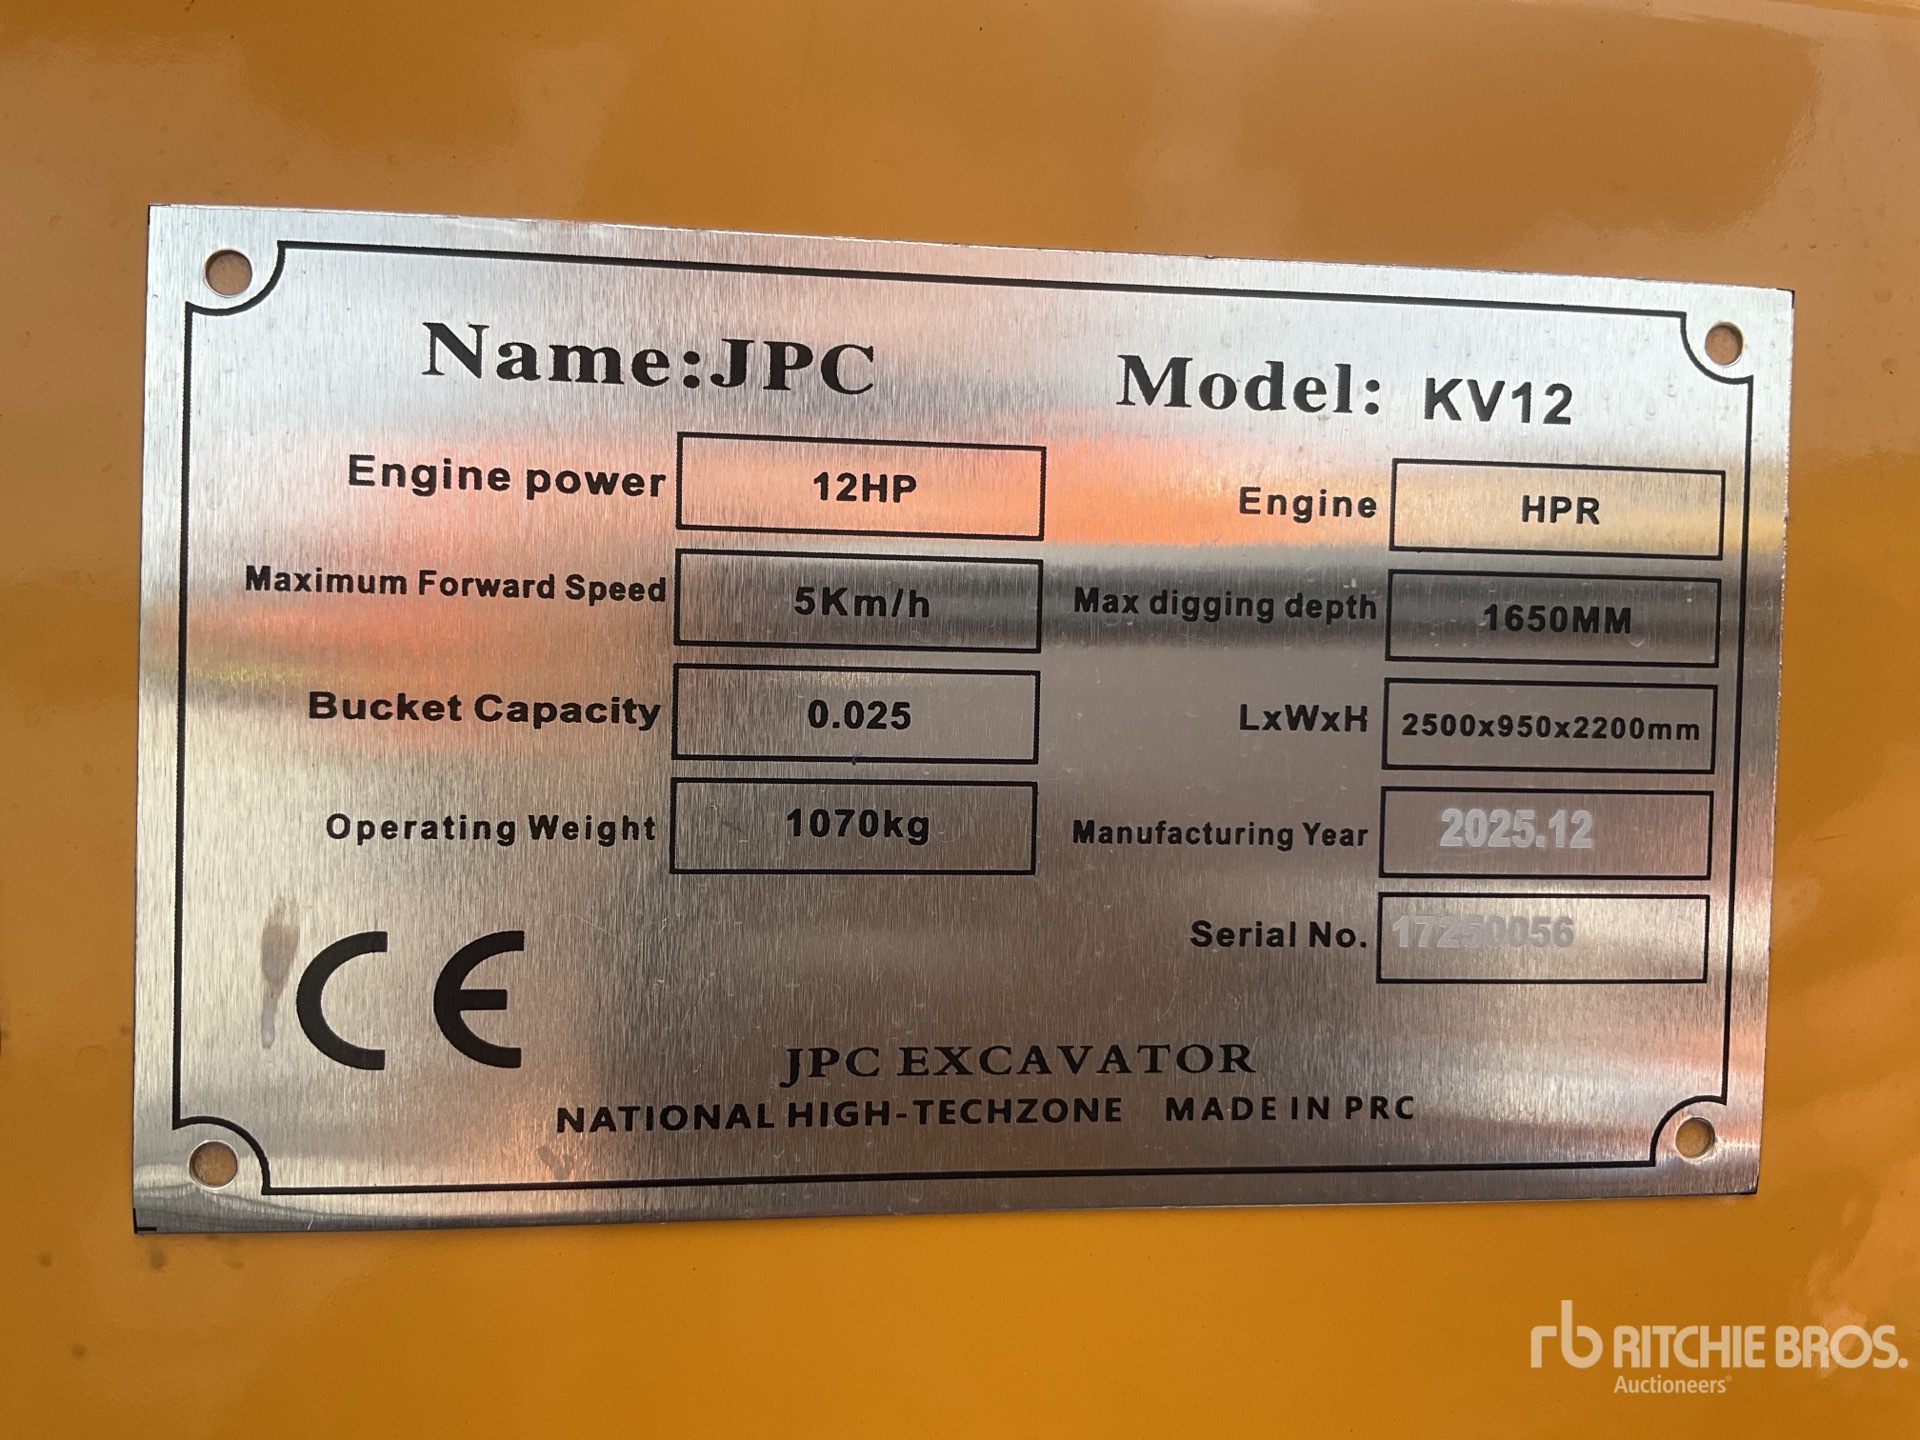 Name:JPC Model: KV12
Engine power 12HP Engine HPR
Maximum Forward Speed 5Km/h Max digging depth 1650MM
Bucket Capacity 0.025 LxWxH 2500x950x2200mm
Operating Weight 1070kg Manufacturing Year 2025.12
Serial No. 17250056
CE
JPC EXCAVATOR
NATIONAL HIGH-TECHZONE MADE IN PRC
rb RITCHIE BROS.
Auctioneers